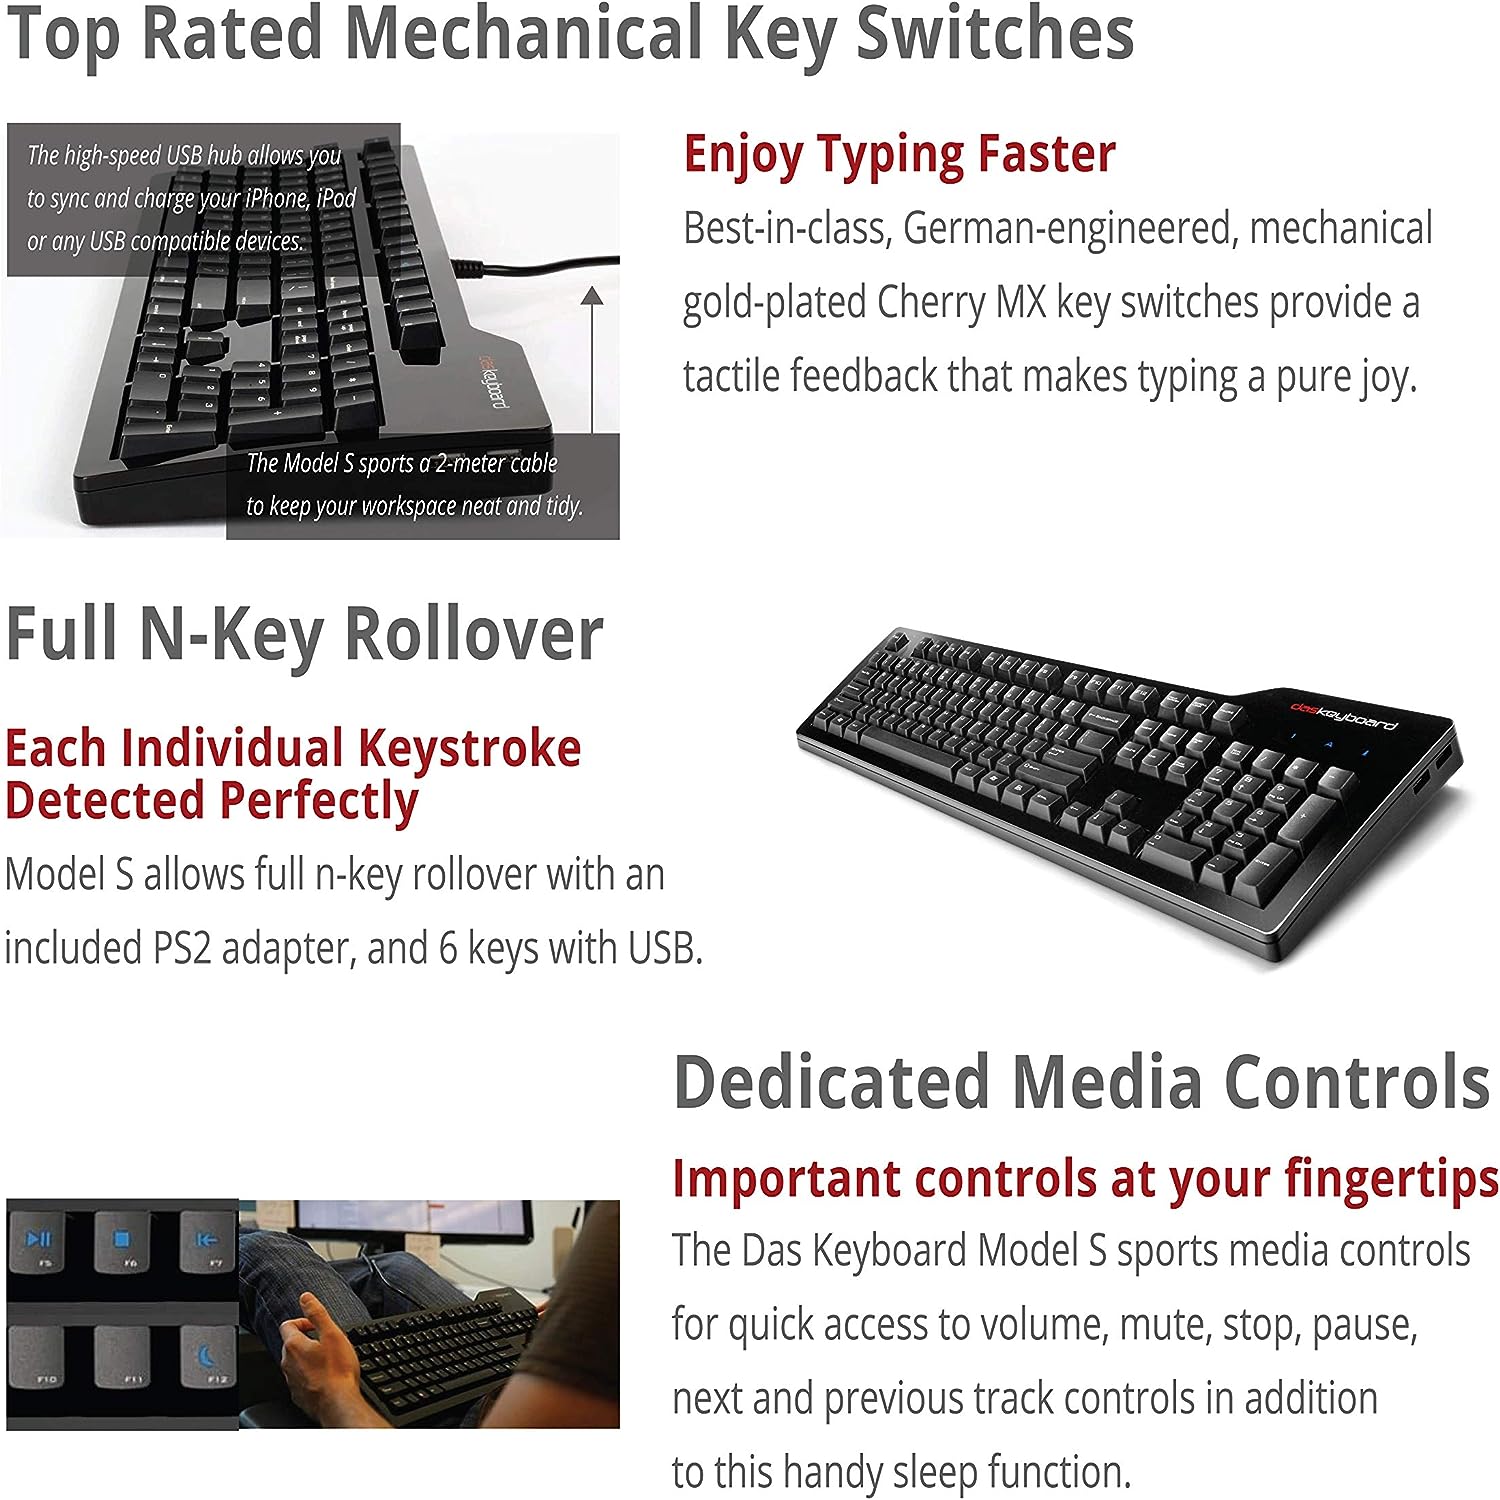 Top Rated Mechanical Key Switches
The high-speed USB hub allows you
to sync and charge your iPhone, iPod
or any USB compatible devices.
daskeyboard
The Model S sports a 2-meter cable
to keep your workspace neat and tidy.
Enjoy Typing Faster
Best-in-class, German-engineered, mechanical
gold-plated Cherry MX key switches provide a
tactile feedback that makes typing a pure joy.
Full N-Key Rollover
Each Individual Keystroke
Detected Perfectly
Model S allows full n-key rollover with an
included PS2 adapter, and 6 keys with USB.
daskeyboard
Dedicated Media Controls
Important controls at your fingertips
The Das Keyboard Model S sports media controls
for quick access to volume, mute, stop, pause,
next and previous track controls in addition
to this handy sleep function.
F5 F6 F7
F10 F11 F12